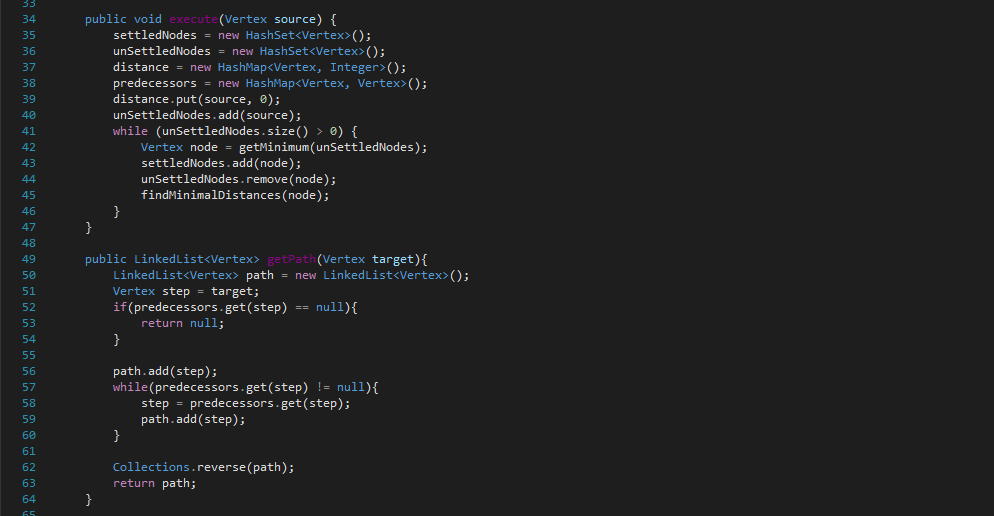 33
34 public void execute(Vertex source) {
35 settledNodes = new HashSet<Vertex>();
36 unSettledNodes = new HashSet<Vertex>();
37 distance = new HashMap<Vertex, Integer>();
38 predecessors = new HashMap<Vertex, Vertex>();
39 distance.put(source, 0);
40 unSettledNodes.add(source);
41 while (unSettledNodes.size() > 0) {
42 Vertex node = getMinimum(unSettledNodes);
43 settledNodes.add(node);
44 unSettledNodes.remove(node);
45 findMinimalDistances(node);
46 }
47 }
48
49 public LinkedList<Vertex> getPath(Vertex target){
50 LinkedList<Vertex> path = new LinkedList<Vertex>();
51 Vertex step = target;
52 if(predecessors.get(step) == null){
53 return null;
54 }
55
56 path.add(step);
57 while(predecessors.get(step) != null){
58 step = predecessors.get(step);
59 path.add(step);
60 }
61
62 Collections.reverse(path);
63 return path;
64 }
65